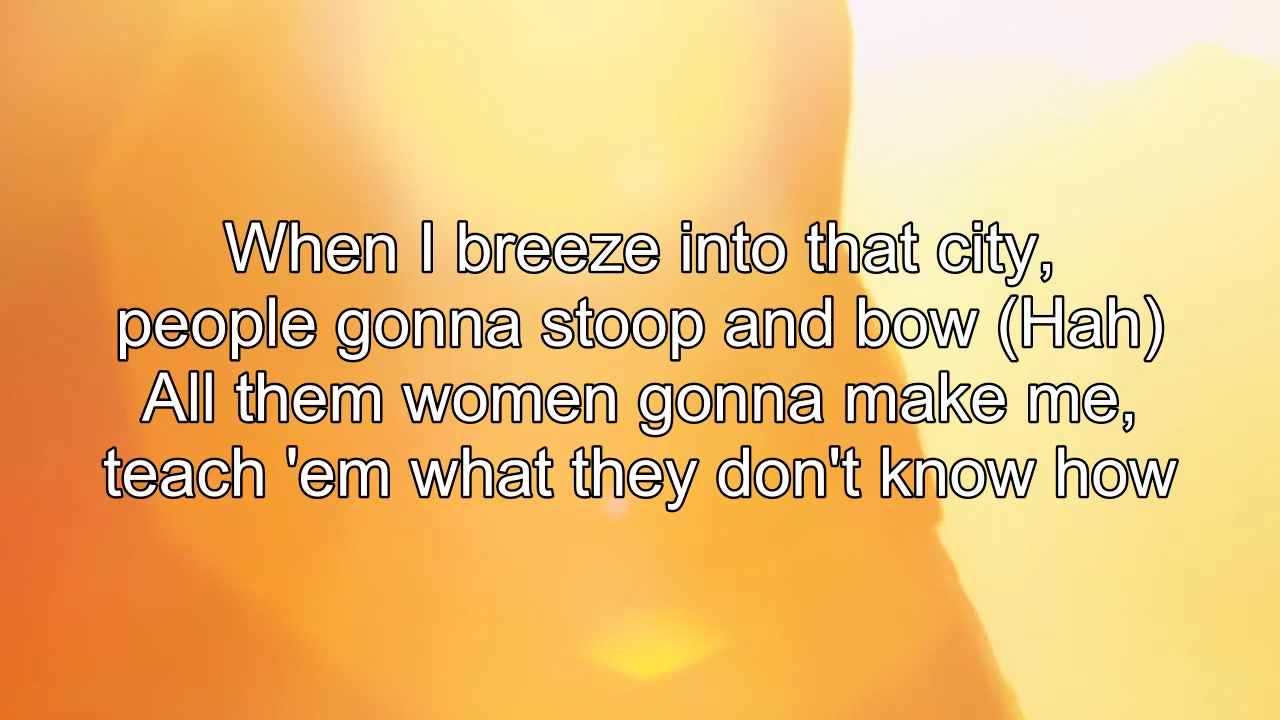 When I breeze into that city,
people gonna stoop and bow (Hah)
All them women gonna make me,
teach 'em what they don't know how